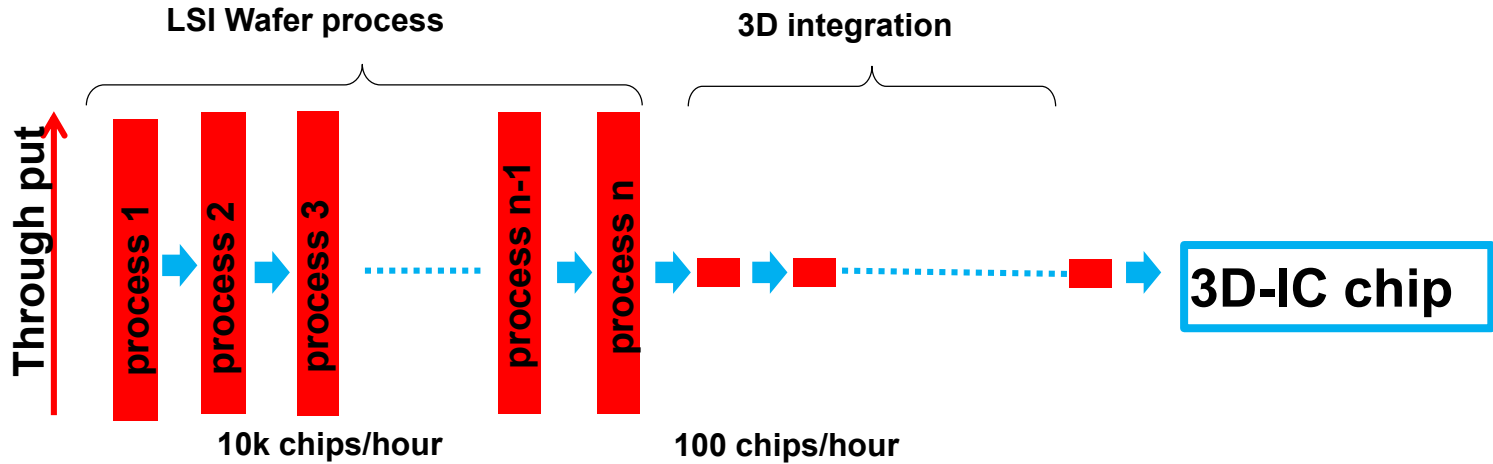 LSI Wafer process
3D integration
Through put
process 1
process 2
process 3
process n-1
process n
3D-IC chip
10k chips/hour
100 chips/hour